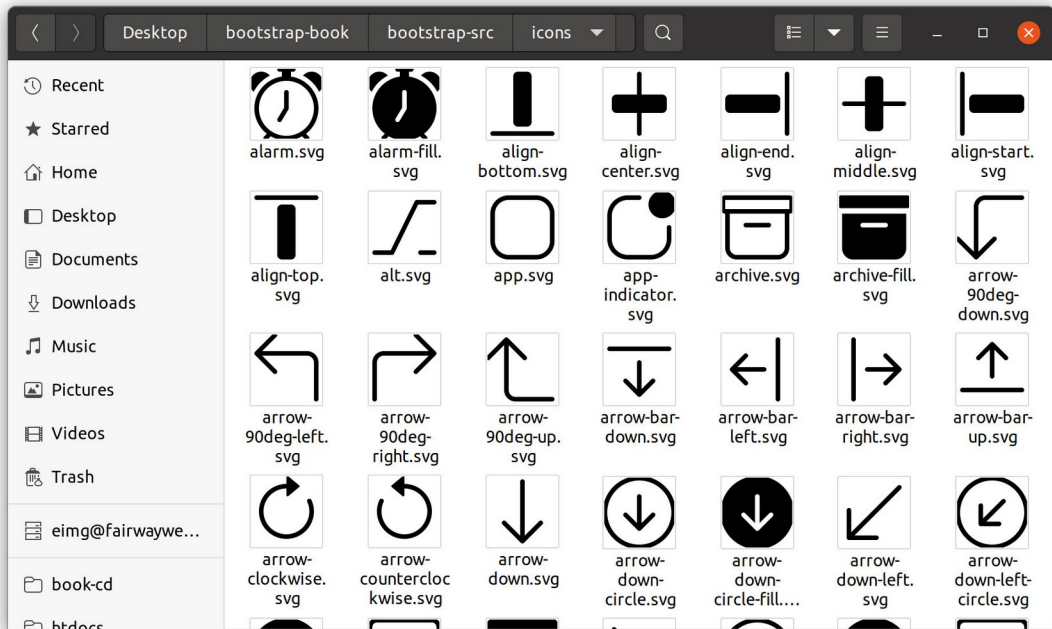 Desktop bootstrap-book bootstrap-src icons
Recent
Starred
Home
Desktop
Documents
Downloads
Music
Pictures
Videos
Trash
eimg@fairwaywe...
book-cd
htdocs
alarm.svg
alarm-fill.
svg
align-
bottom.svg
align-
center.svg
align-end.
svg
align-
middle.svg
align-start.
svg
align-top.
svg
alt.svg
app.svg
app-
indicator.
svg
archive.svg
archive-fill.
svg
arrow-
90deg-
down.svg
arrow-
90deg-left.
svg
arrow-
90deg-
right.svg
arrow-
90deg-up.
svg
arrow-bar-
down.svg
arrow-bar-
left.svg
arrow-bar-
right.svg
arrow-bar-
up.svg
arrow-
clockwise.
svg
arrow-
countercloc
kwise.svg
arrow-
down.svg
arrow-
down-
circle.svg
arrow-
down-
circle-fill....
arrow-
down-left.
svg
arrow-
down-left-
circle.svg